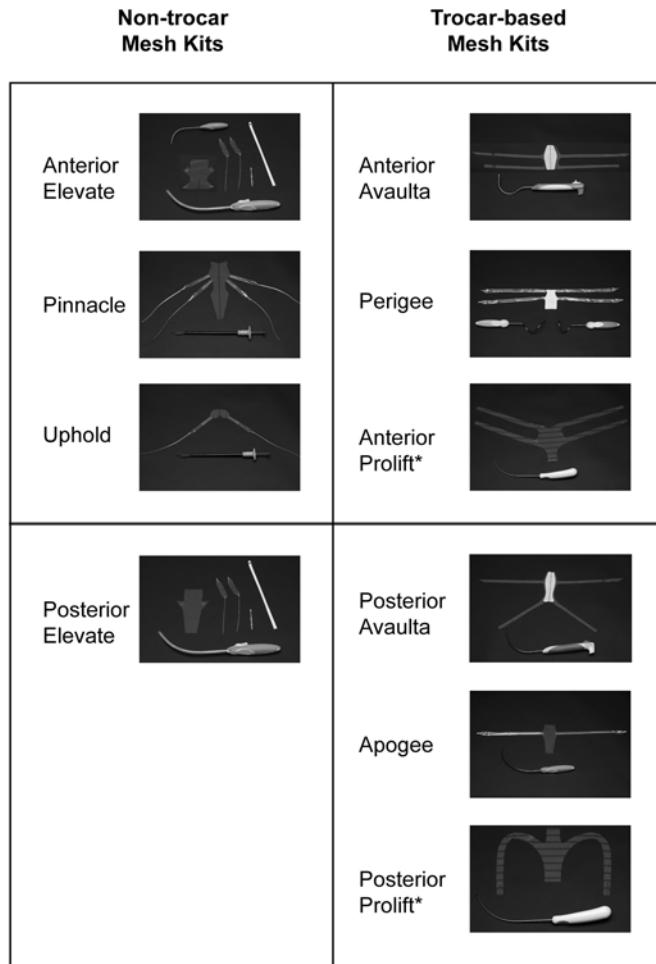 Non-trocar
Mesh Kits
Trocar-based
Mesh Kits
Anterior
Elevate
Anterior
Avaulta
Pinnacle
Perigee
Uphold
Anterior
Prolift*
Posterior
Elevate
Posterior
Avaulta
Apogee
Posterior
Prolift*